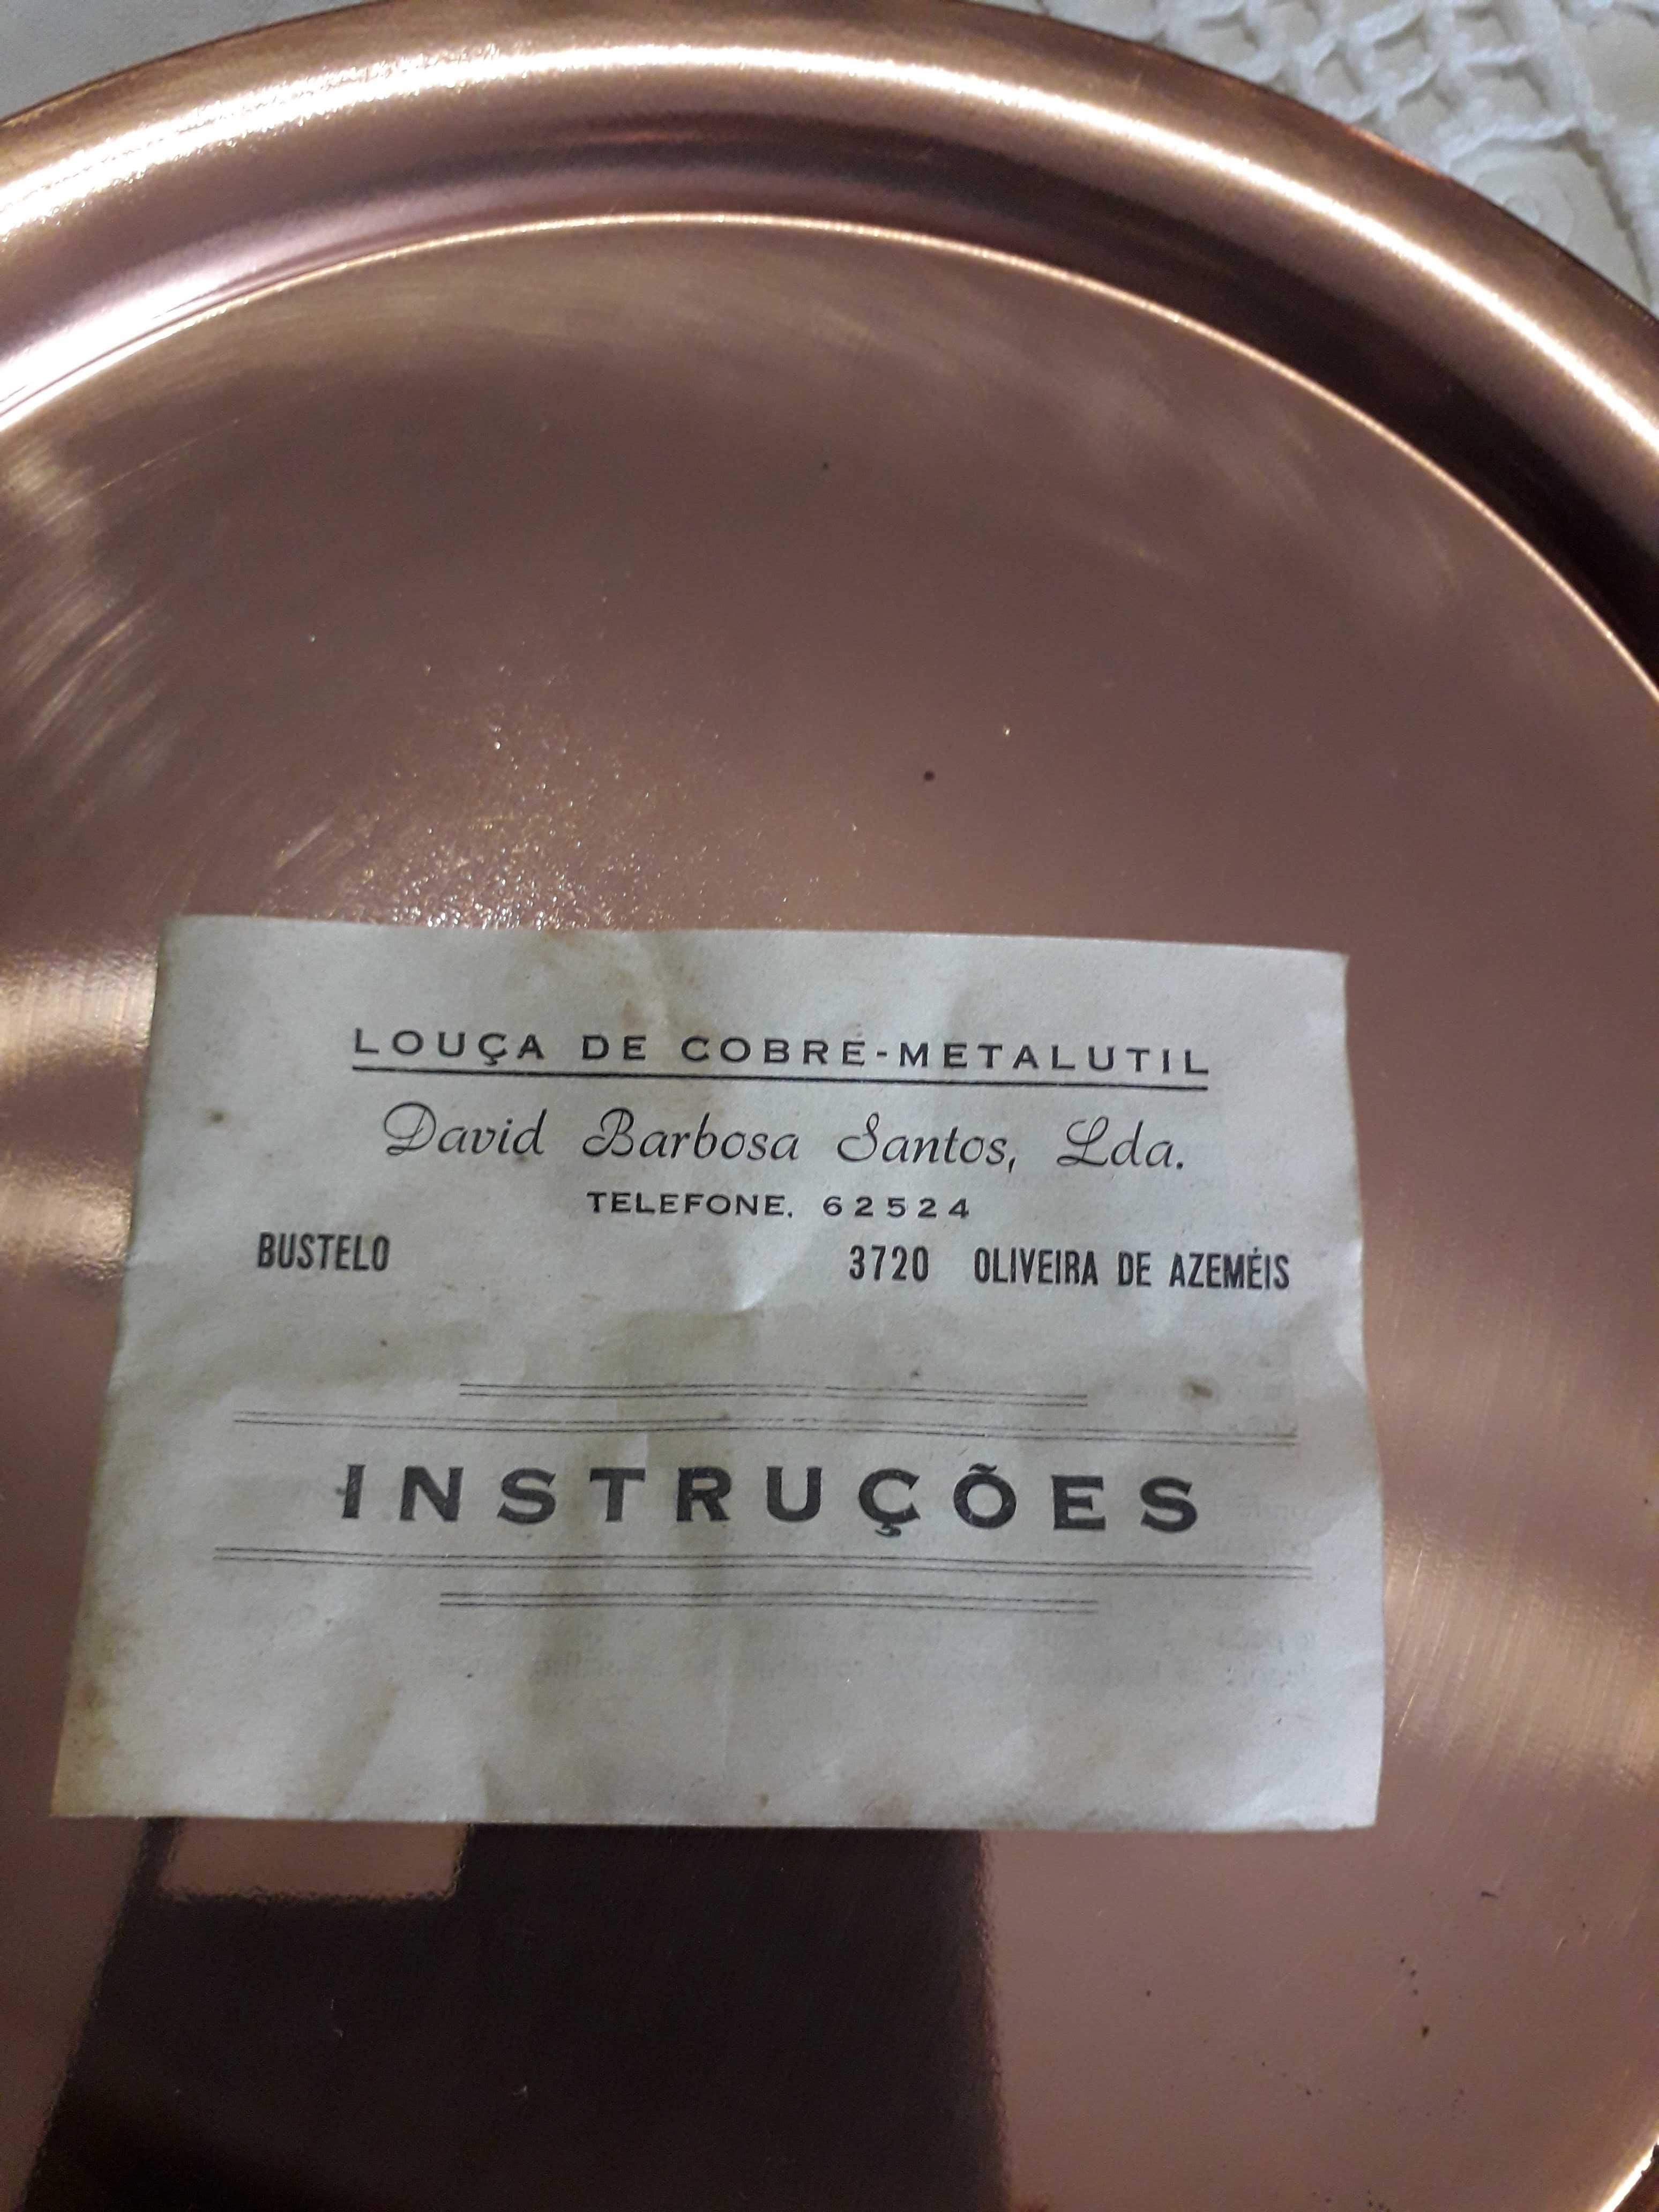 LOUÇA DE COBRE-METALUTIL
David Barbosa Santos, Lda.
TELEFONE. 62524
BUSTELO 3720 OLIVEIRA DE AZEMÉIS
INSTRUÇÕES